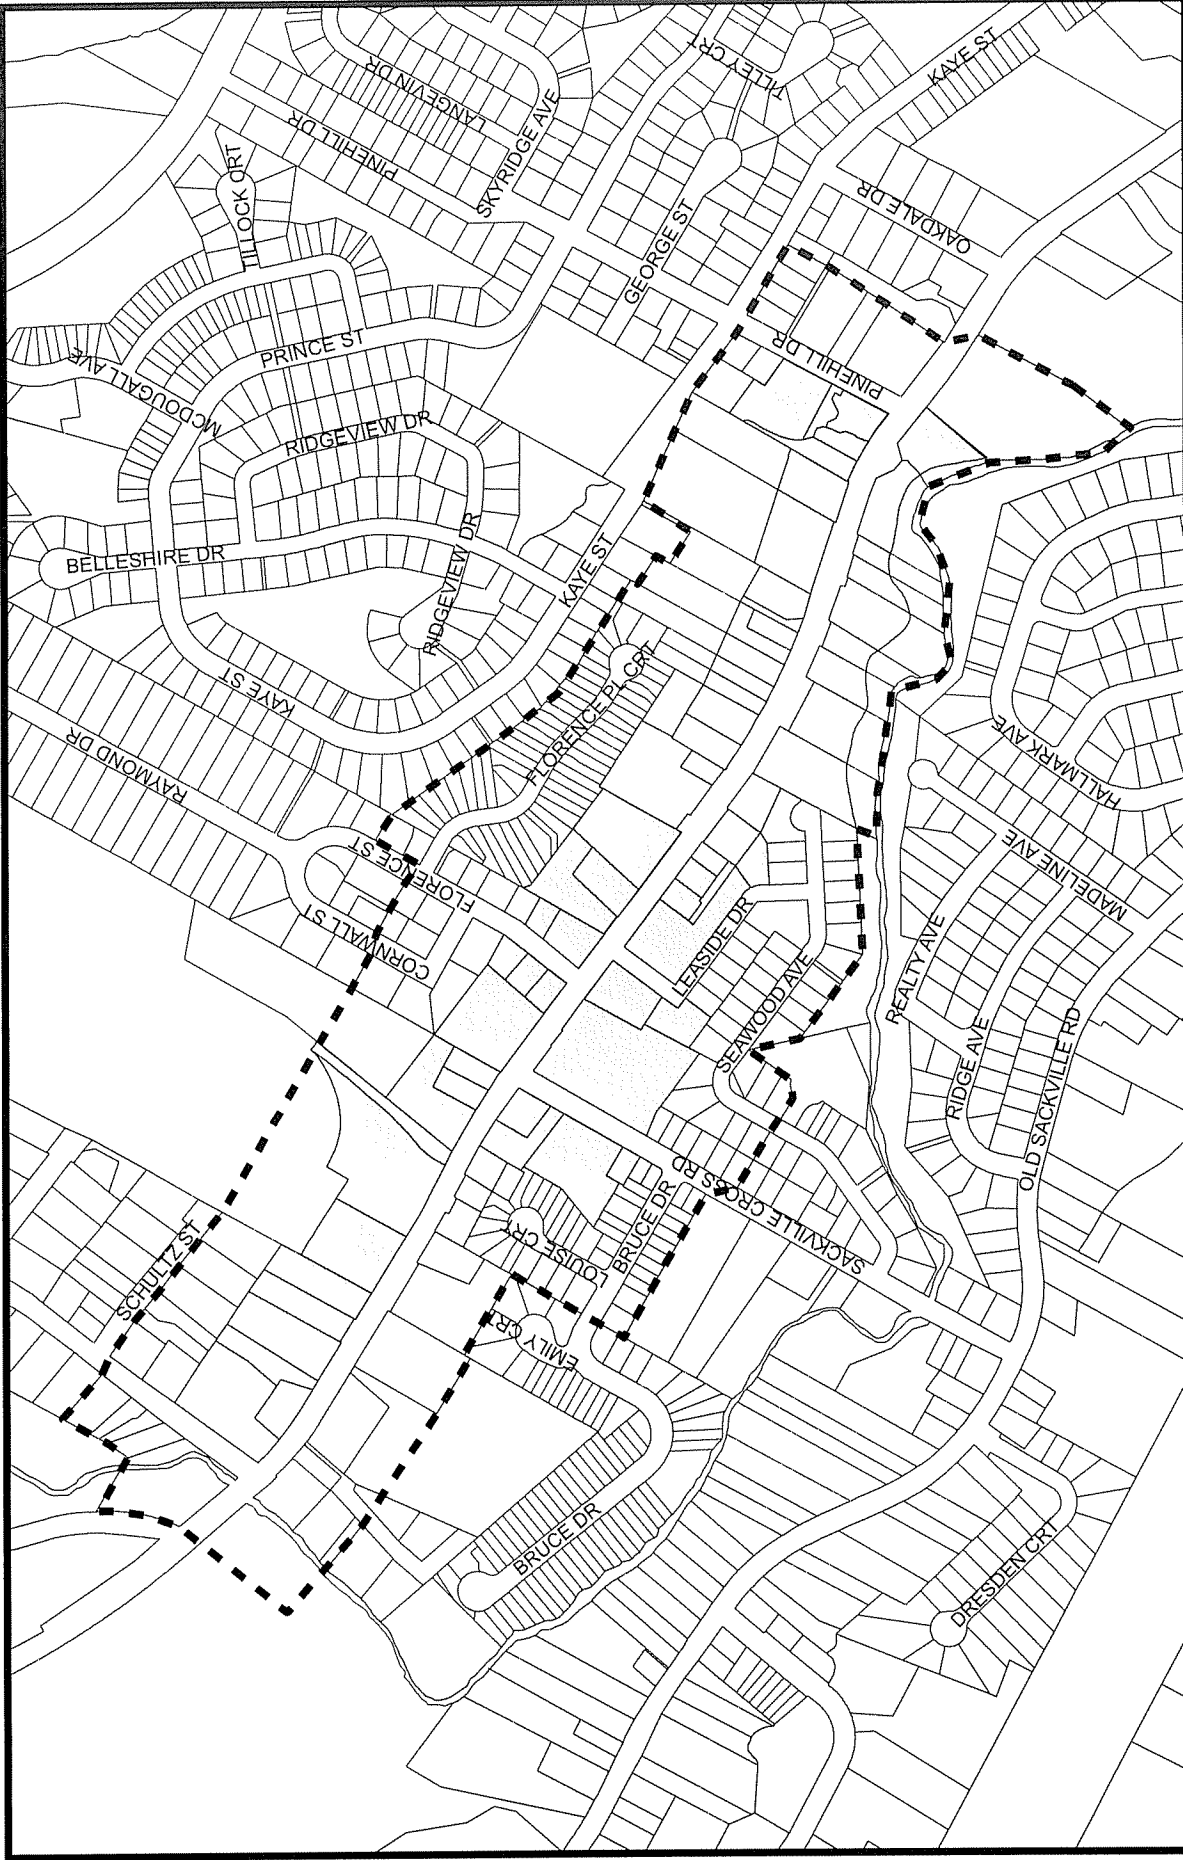 KAYE ST
TILLEY CRT
LANGEVIN DR
PINEHILL DR
SKYRIDGE AVE
TILLOCK CRT
OAKDALE DR
GEORGE ST
PRINCE ST
MCDOUGALL AVE
PINEHILL DR
RIDGEVIEW DR
BELLESHIRE DR
RIDGEVIEW DR
KAYE ST
KAYE ST
FLORENCE PL CRT
RAYMOND DR
HALLMARK AVE
FLORENCE ST
CORNWALL ST
MADELINE AVE
LEASIDE DR
REALTY AVE
SEAWOOD AVE
RIDGE AVE
OLD SACKVILLE RD
SACKVILLE CROSS RD
BRUCE DR
LOUISE CRT
SCHULTZ ST
EMILY CRT
BRUCE DR
DRESDEN CRT